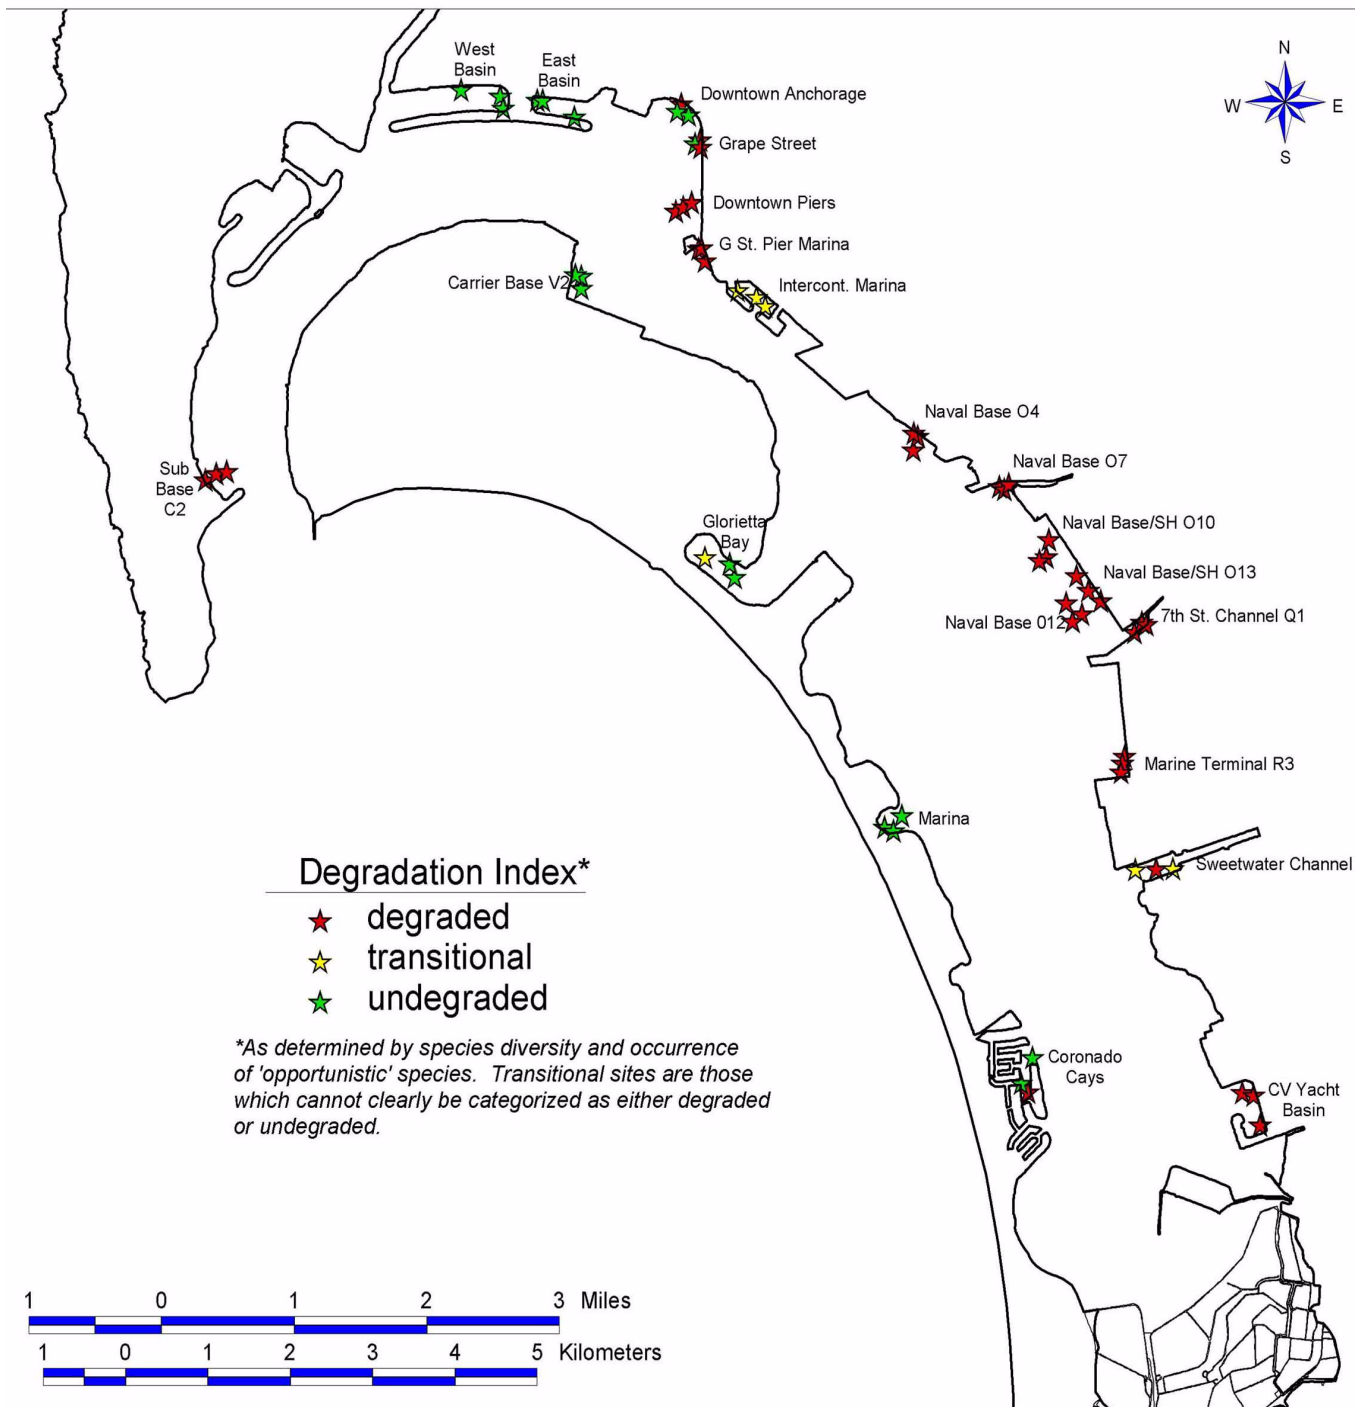 West
Basin
East
Basin
Downtown Anchorage
Grape Street
Downtown Piers
G St. Pier Marina
Intercont. Marina
Carrier Base V2
N
W
E
S
Naval Base O4
Naval Base O7
Sub
Base
C2
Glorietta
Bay
Naval Base/SH O10
Naval Base/SH O13
Naval Base 012
7th St. Channel Q1
Marine Terminal R3
Marina
Sweetwater Channel
Degradation Index*
degraded
transitional
undegraded
*As determined by species diversity and occurrence
of 'opportunistic' species. Transitional sites are those
which cannot clearly be categorized as either degraded
or undegraded.
Coronado
Cays
CV Yacht
Basin
1 0 1 2 3 Miles
1 0 1 2 3 4 5 Kilometers